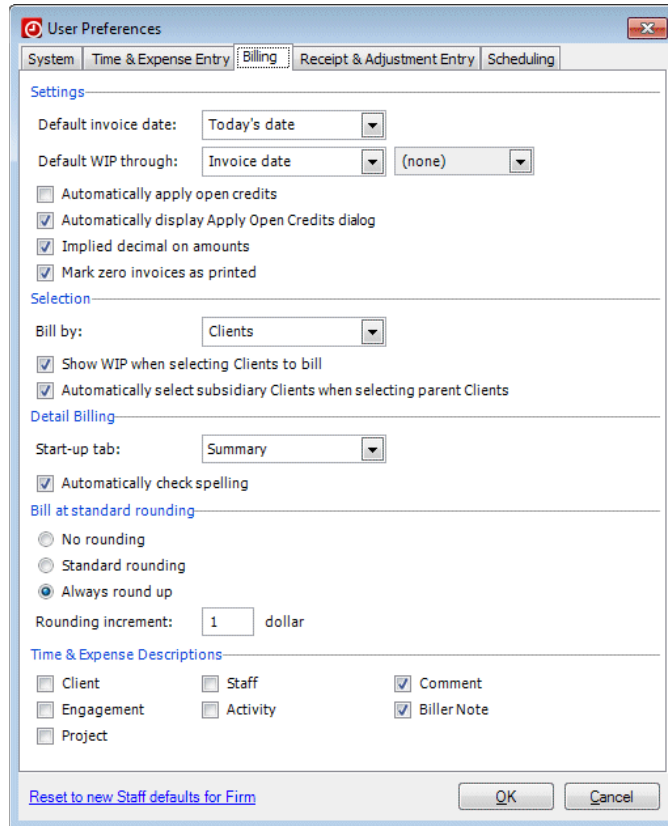 User Preferences
System Time & Expense Entry Billing Receipt & Adjustment Entry Scheduling
Settings
Default invoice date: Today's date
Default WIP through: Invoice date (none)
Automatically apply open credits
Automatically display Apply Open Credits dialog
Implied decimal on amounts
Mark zero invoices as printed
Selection
Bill by: Clients
Show WIP when selecting Clients to bill
Automatically select subsidiary Clients when selecting parent Clients
Detail Billing
Start-up tab: Summary
Automatically check spelling
Bill at standard rounding
No rounding
Standard rounding
Always round up
Rounding increment: 1 dollar
Time & Expense Descriptions
Client Staff Comment
Engagement Activity Biller Note
Project
Reset to new Staff defaults for Firm OK Cancel